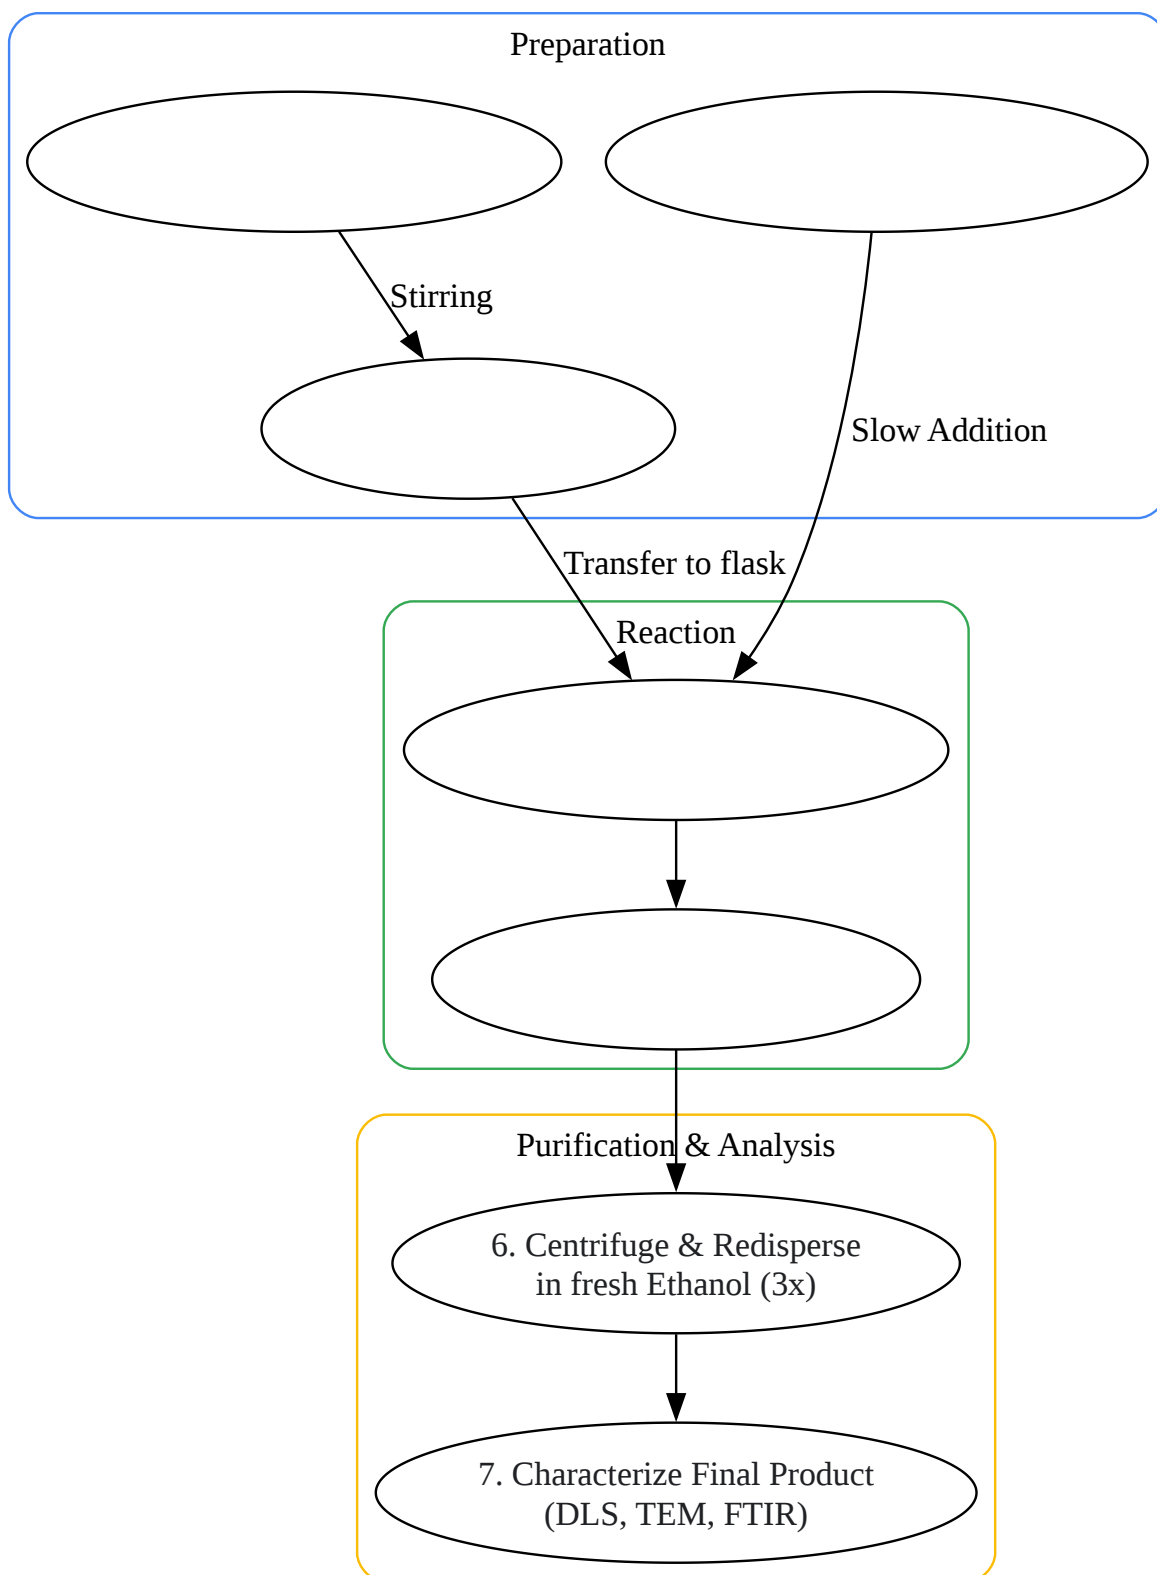 Preparation
Stirring
Slow Addition
Transfer to flask
Reaction
Purification & Analysis
6. Centrifuge & Redisperse
in fresh Ethanol (3x)
7. Characterize Final Product
(DLS, TEM, FTIR)